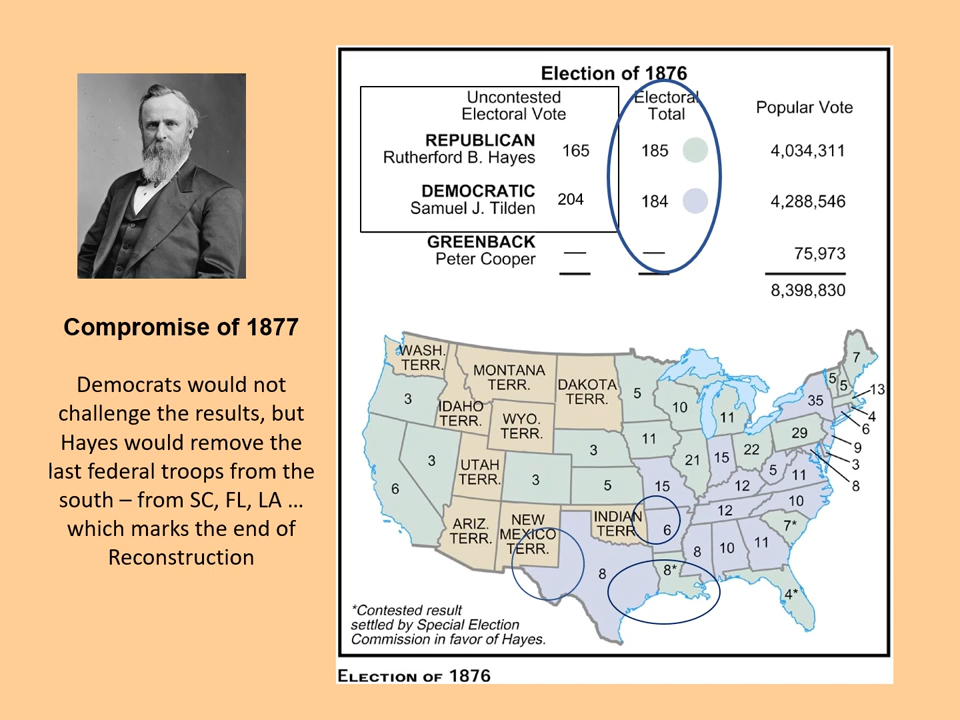 Compromise of 1877
Democrats would not
challenge the results, but
Hayes would remove the
last federal troops from the
south – from SC, FL, LA …
which marks the end of
Reconstruction
Election of 1876
Uncontested
Electoral Vote
Electoral
Total
Popular Vote
REPUBLICAN
Rutherford B. Hayes
165
185
4,034,311
DEMOCRATIC
Samuel J. Tilden
204
184
4,288,546
GREENBACK
Peter Cooper
—
—
75,973
8,398,830
WASH.
TERR.
MONTANA
TERR.
DAKOTA
TERR.
IDAHO
TERR.
WYO.
TERR.
UTAH
TERR.
ARIZ.
TERR.
NEW
MEXICO
TERR.
INDIAN
TERR.
3
6
3
3
3
5
8
5
11
15
6
8*
10
21
11
15
22
12
12
8
10
11
4*
7*
10
11
5
29
35
5
5
7
13
4
6
9
3
8
*Contested result
settled by Special Election
Commission in favor of Hayes.
ELECTION OF 1876